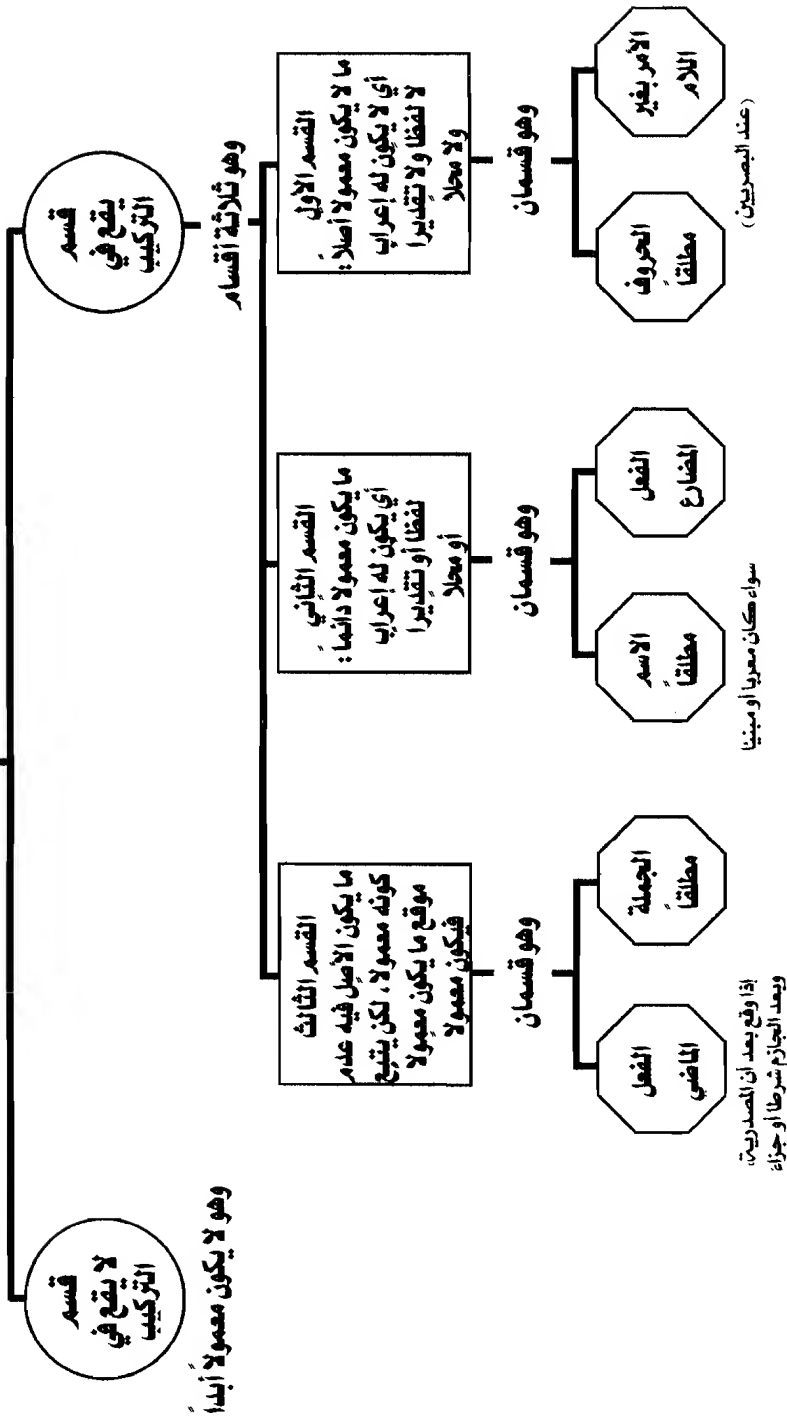 قسم
يقع في
التركيب
وهو ثلاثة أقسام
القسم الأول
ما لا يكون معمولا أصلاً:
أي لا يكون له إعراب
لا لفظا ولا تقديرا
ولا محلا
وهو قسمان
الأمر بغير
اللام
(عند البصريين)
الحروف
مطلقاً
القسم الثاني
ما يكون معمولا دائماً:
أي يكون له إعراب
لفظا أو تقديرا
أو محلا
وهو قسمان
الفعل
المضارع
الاسم
مطلقاً
سواء كان معربا أو مبنيا
القسم الثالث
ما يكون الأصل فيه عدم
كونه معمولا، لكن يقع
موقع ما يكون معمولا
فيكون معمولا
وهو قسمان
الجملة
مطلقاً
الفعل
الماضي
إذا وقع بعد أن المصدرية،
وبعد الجازم شرطا أو جزاء
قسم
لا يقع في
التركيب
وهو لا يكون معمولاً أبداً